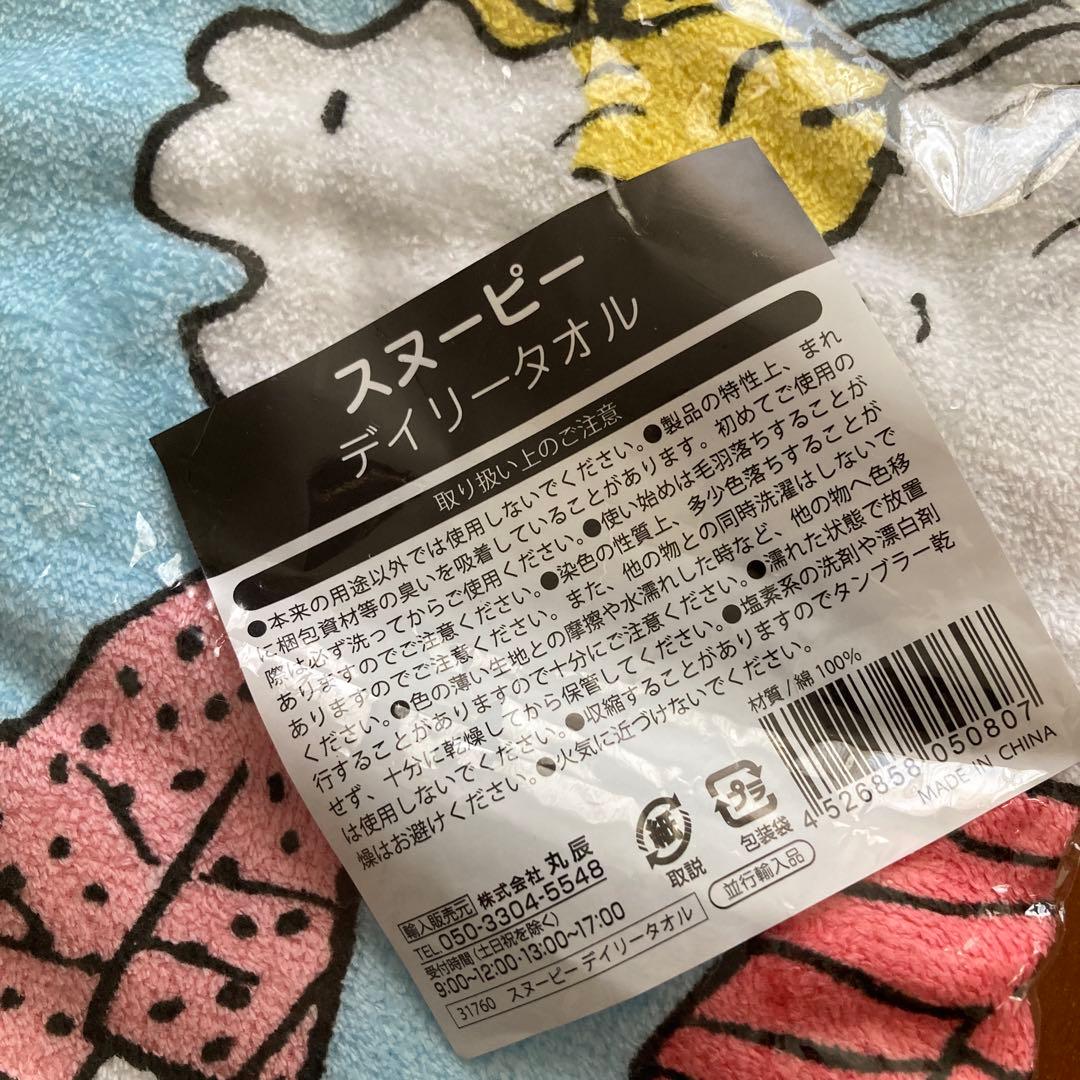 スヌーピー
デイリータオル
取り扱い上のご注意
●本来の用途以外では使用しないでください。●製品の特性上、まれ
に梱包資材等の臭いを吸着していることがあります。初めてご使用の
際は必ず洗ってからご使用ください。●使い始めは毛羽落ちすることが
ありますのでご注意ください。●染色の性質上、多少色落ちすることが
ありますのでご注意ください。また、他の物との同時洗濯はしないで
ください。●色の薄い生地との摩擦や水濡れした時など、他の物へ色移
行することがありますので十分にご注意ください。●濡れた状態で放置
せず、十分に乾燥してから保管してください。●塩素系の洗剤や漂白剤
は使用しないでください。●収縮することがありますのでタンブラー乾
燥はお避けください。●火気に近づけないでください。
材質/綿100%
4526858050807
MADE IN CHINA
プラ
包装袋
紙
取説
並行輸入品
輸入販売元 株式会社 丸辰
TEL 050-3304-5548
受付時間(土日祝を除く)
9:00~12:00・13:00~17:00
31760 スヌーピー デイリータオル